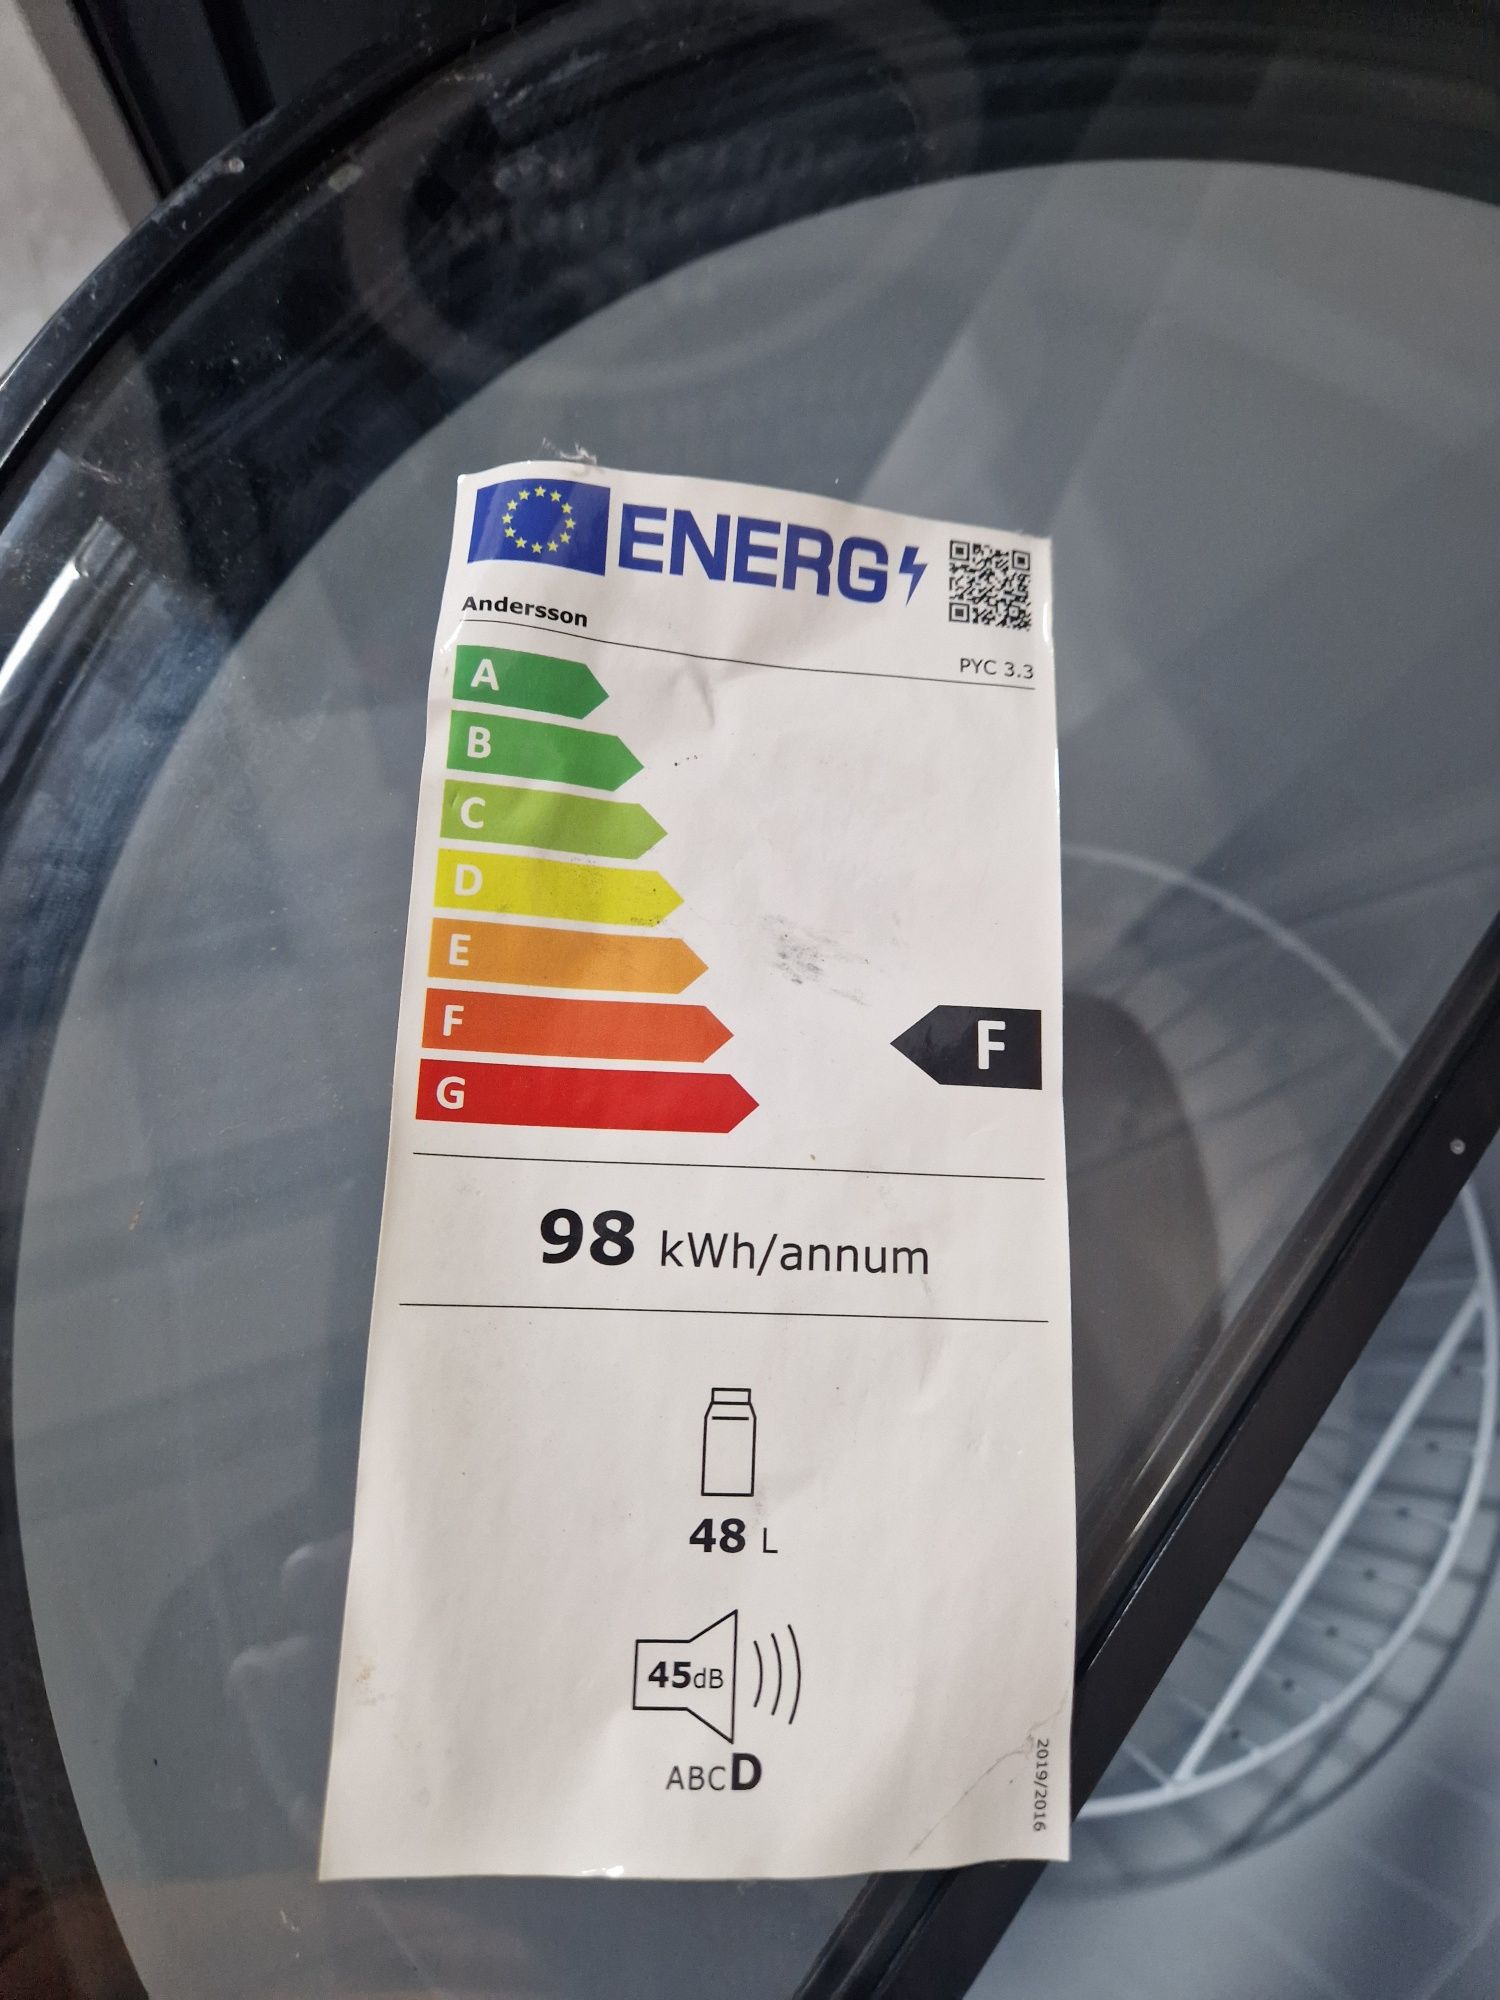 ENERG
Andersson
PYC 3.3
A
B
C
D
E
F
F
G
98 kWh/annum
48 L
45dB
ABCD
2019/2016